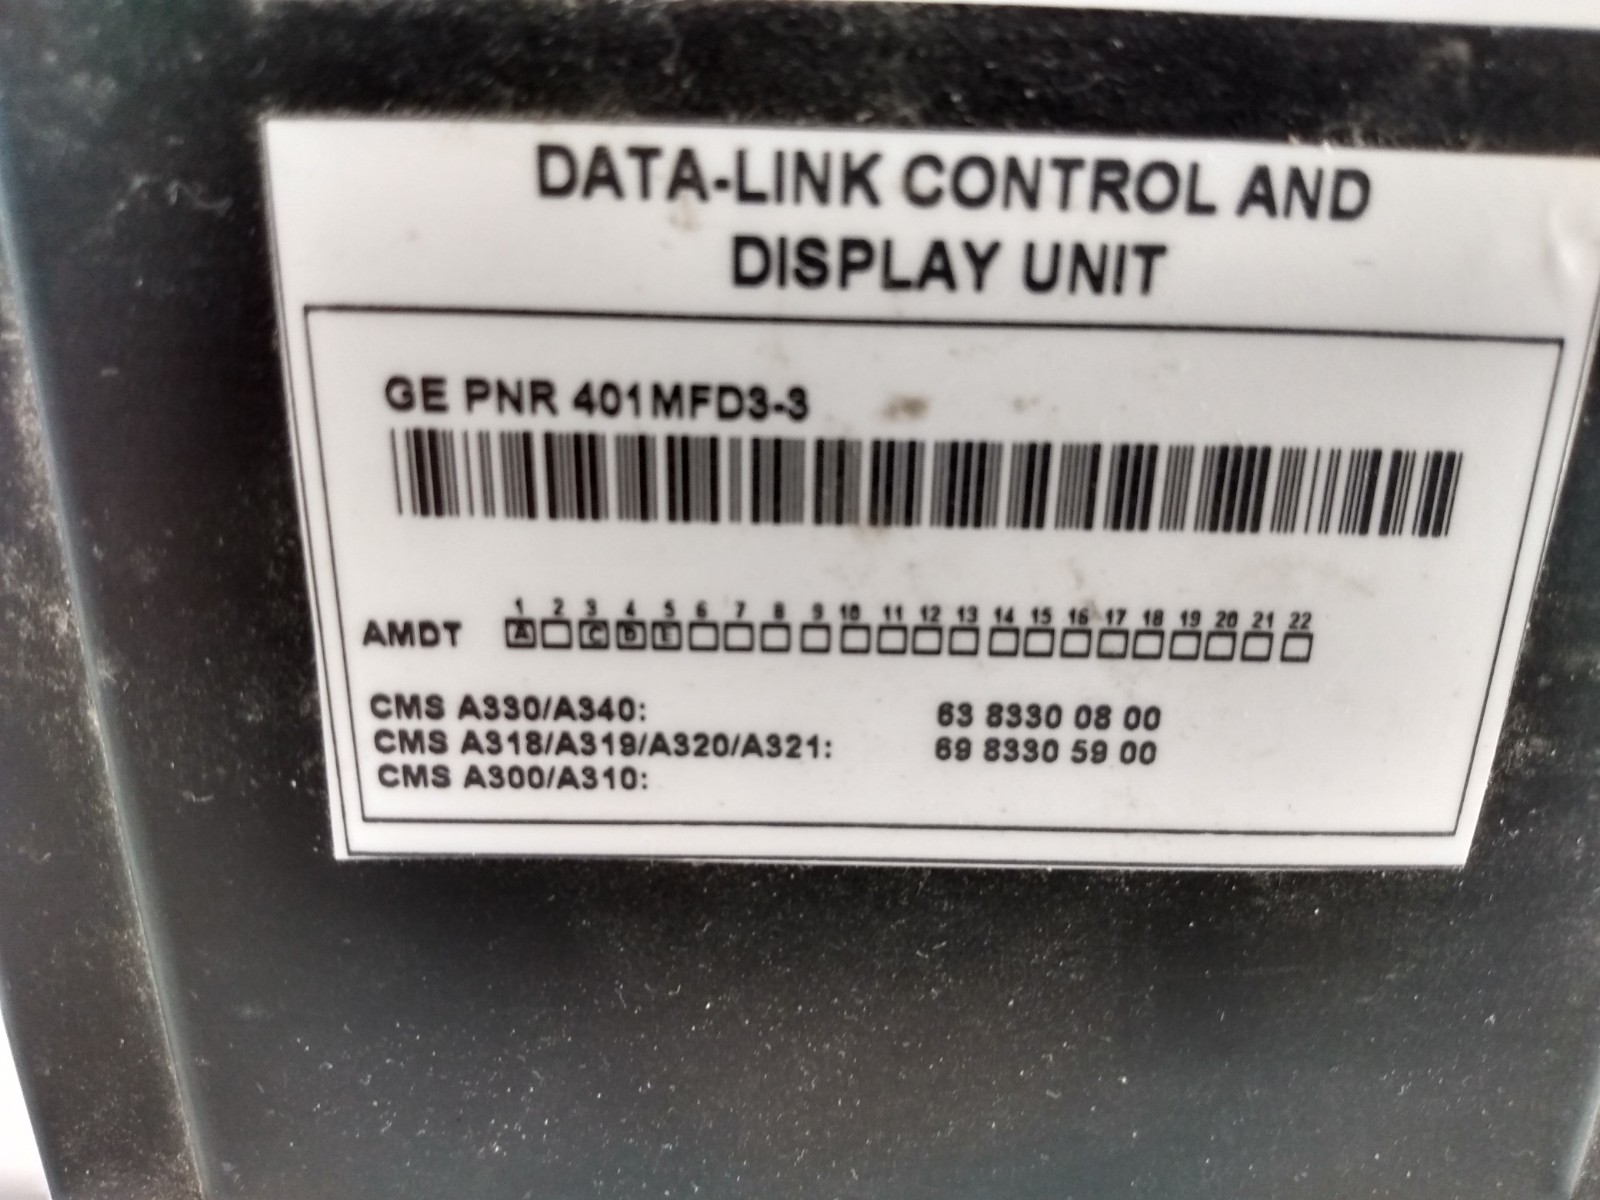 DATA-LINK CONTROL AND
DISPLAY UNIT
GE PNR 401MFD3-3
1 2 3 4 5 6 7 8 9 10 11 12 13 14 15 16 17 18 19 20 21 22
AMDT A C D E
CMS A330/A340: 63 8330 08 00
CMS A318/A319/A320/A321: 69 8330 59 00
CMS A300/A310: